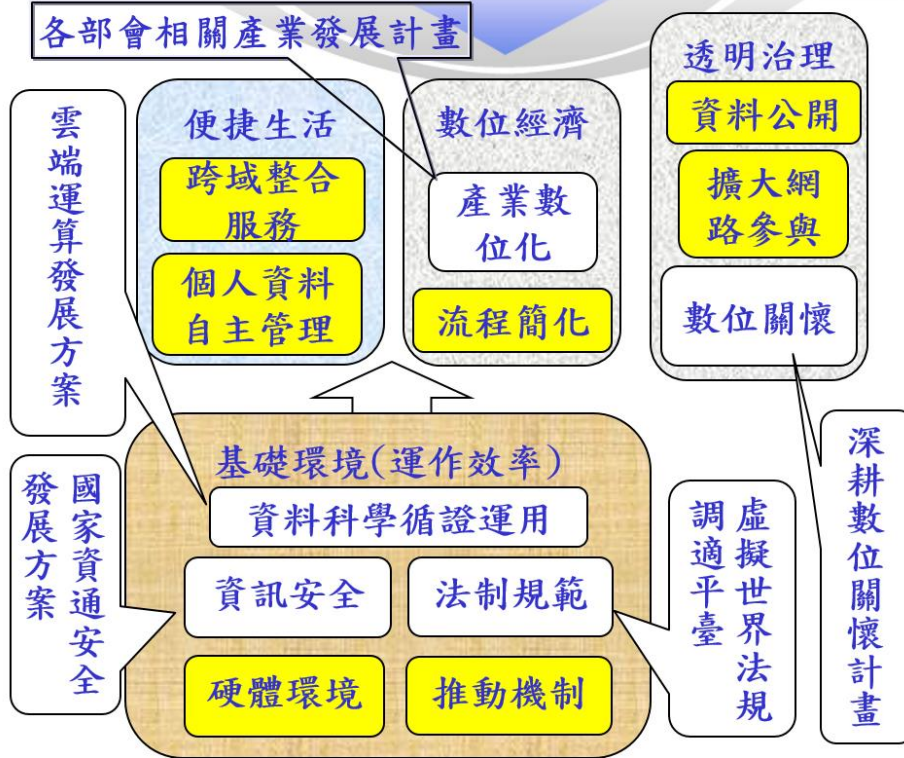 各部會相關產業發展計畫
雲端運算發展方案
便捷生活
跨域整合
服務
個人資料
自主管理
數位經濟
產業數
位化
流程簡化
透明治理
資料公開
擴大網
路參與
數位關懷
基礎環境(運作效率)
資料科學循證運用
資訊安全
法制規範
硬體環境
推動機制
國家資通安全
發展方案
虛擬世界法規
調適平臺
深耕數位關懷計畫